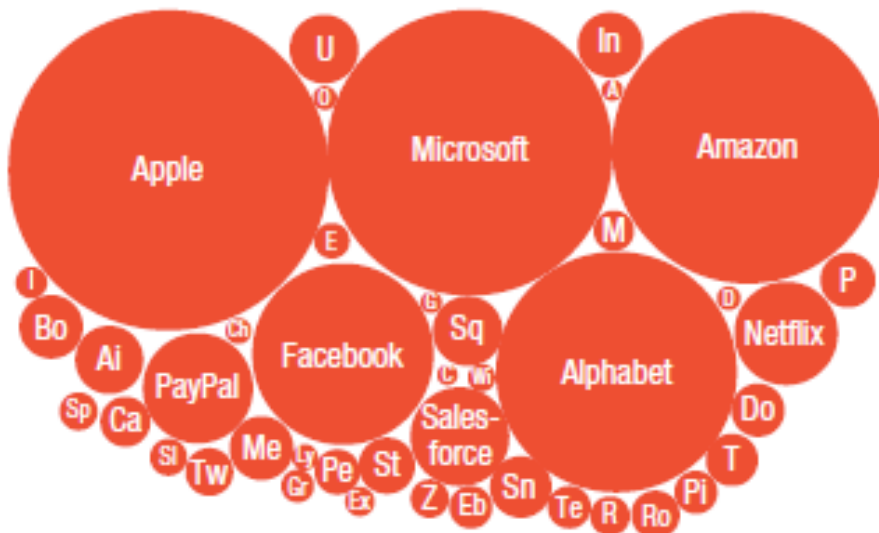 U
In
O
A
Apple
Microsoft
Amazon
E
M
I
P
Bo
Ch
G
Sq
D
Netflix
Ai
Facebook
Alphabet
PayPal
Wi
Sp
Ca
Do
Sales-
force
Me
St
Sl
Tw
Ly
Pe
T
Gr
Ex
Z
Eb
Sn
Te
R
Ro
Pi